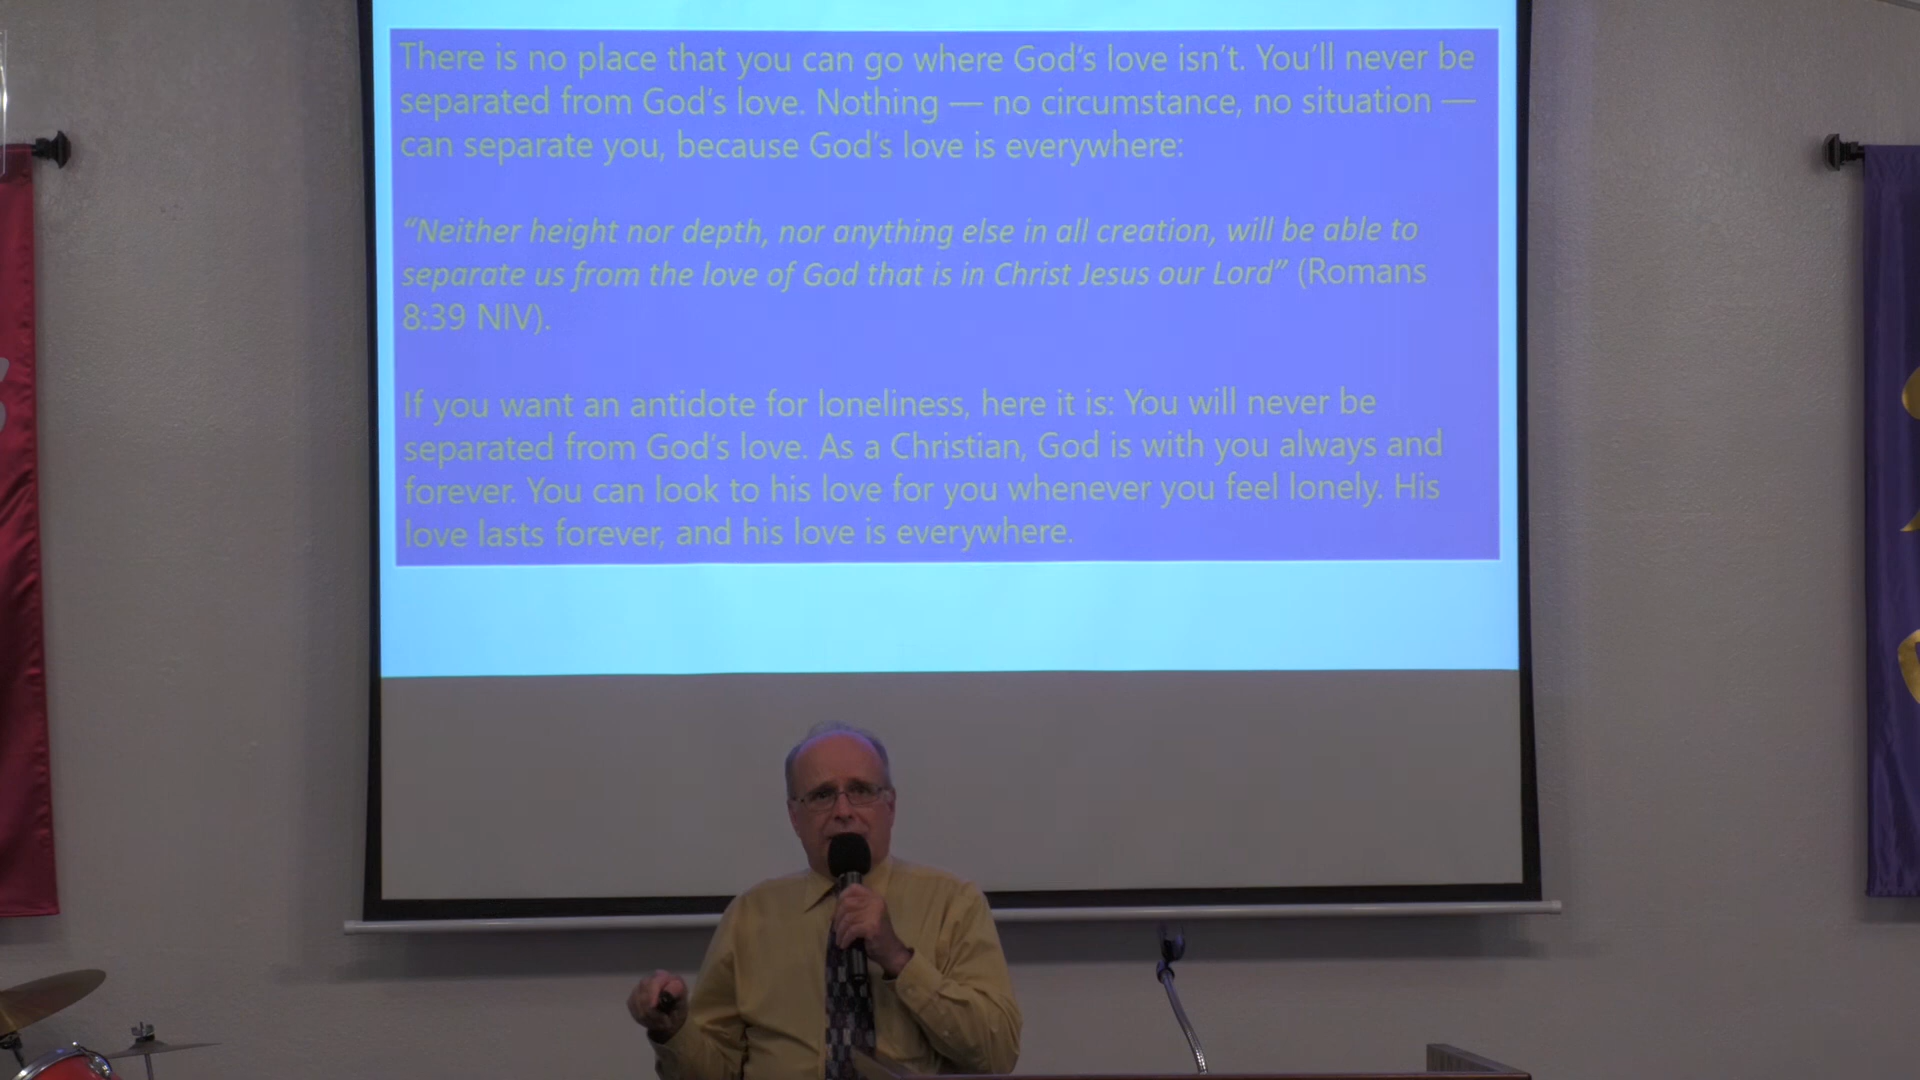 There is no place that you can go where God's love isn't. You'll never be
separated from God's love. Nothing — no circumstance, no situation —
can separate you, because God's love is everywhere:
“Neither height nor depth, nor anything else in all creation, will be able to
separate us from the love of God that is in Christ Jesus our Lord” (Romans
8:39 NIV).
If you want an antidote for loneliness, here it is: You will never be
separated from God's love. As a Christian, God is with you always and
forever. You can look to his love for you whenever you feel lonely. His
love lasts forever, and his love is everywhere.